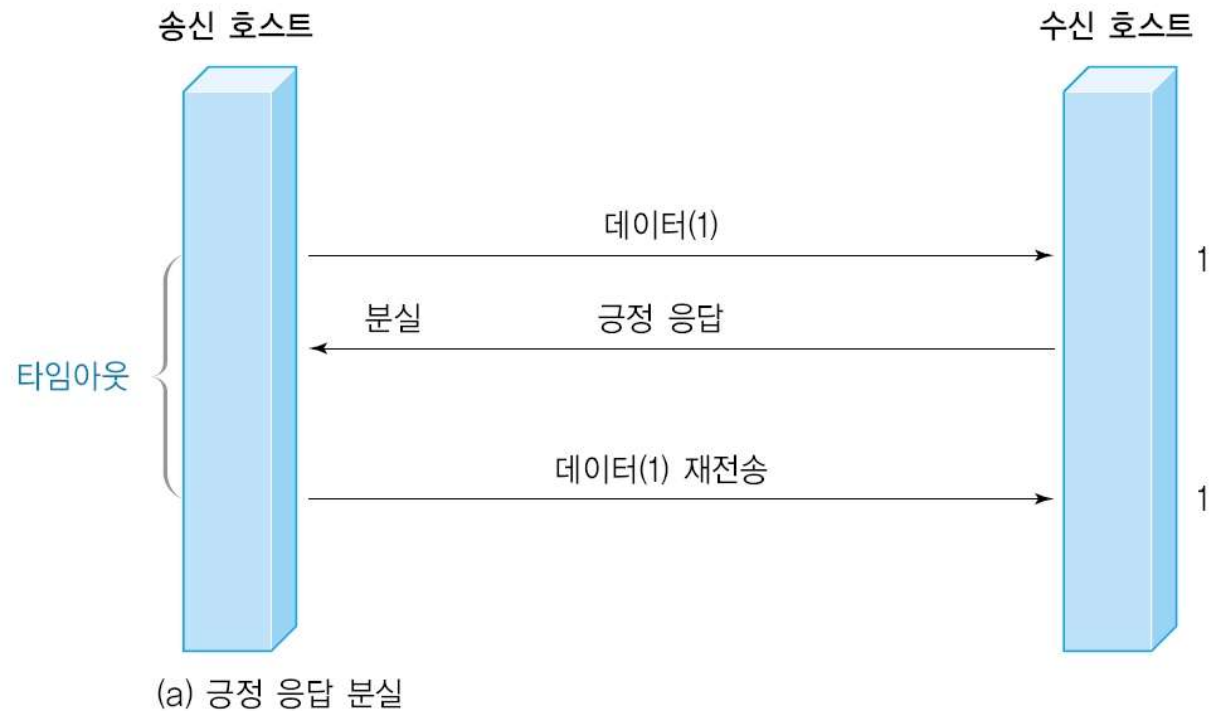 송신 호스트
수신 호스트
데이터(1)
1
분실
긍정 응답
타임아웃
데이터(1) 재전송
1
(a) 긍정 응답 분실